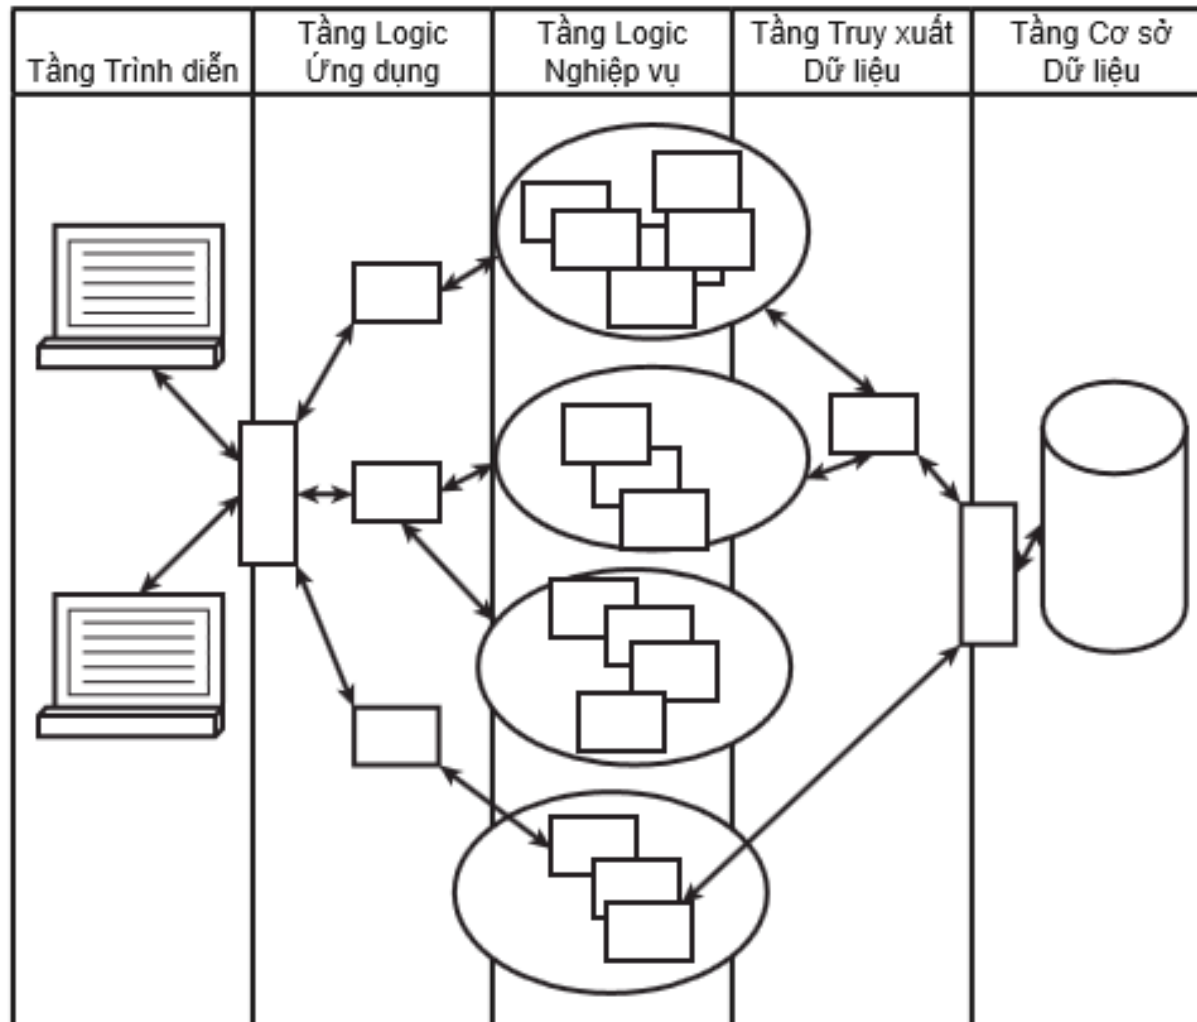 Tầng Trình diễn
Tầng Logic
Ứng dụng
Tầng Logic
Nghiệp vụ
Tầng Truy xuất
Dữ liệu
Tầng Cơ sở
Dữ liệu